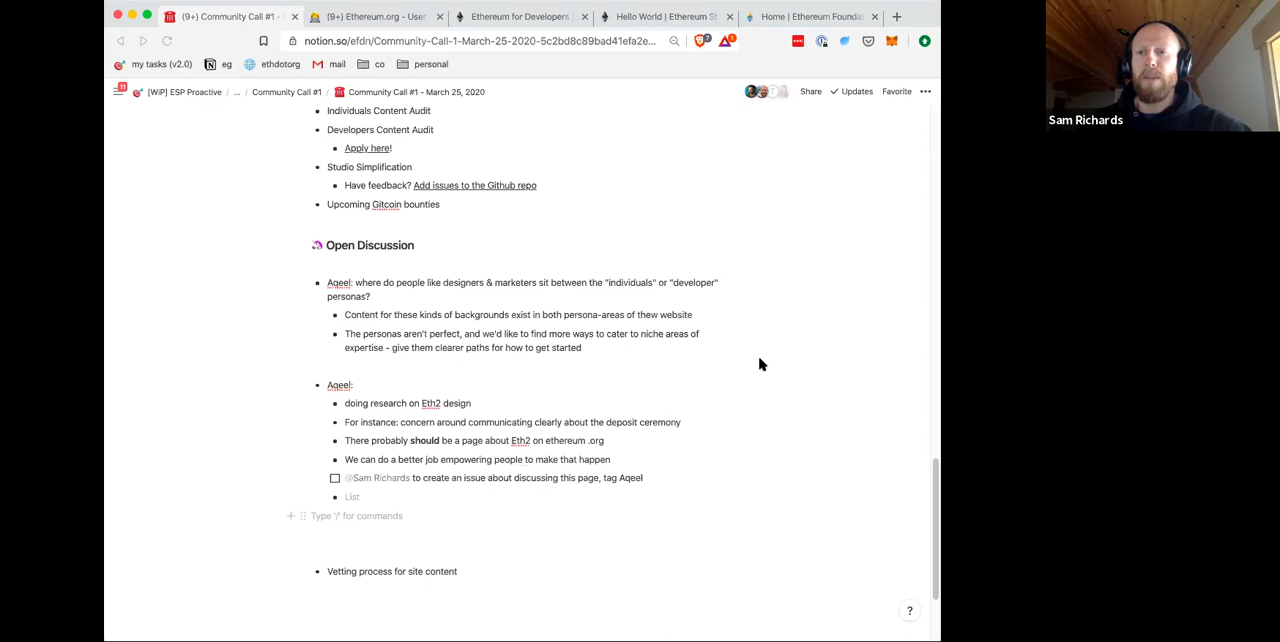 (9+) Community Call #1 -
(9+) Ethereum.org - User
Ethereum for Developers
Hello World | Ethereum St
Home | Ethereum Foundat
notion.so/efdn/Community-Call-1-March-25-2020-5c2bd8c89bad41efa2e...
7
1
my tasks (v2.0)
eg
ethdotorg
mail
co
personal
11
[WiP] ESP Proactive / ... / Community Call #1 / Community Call #1 - March 25, 2020
Share
Updates
Favorite
Individuals Content Audit
Developers Content Audit
Apply here!
Studio Simplification
Have feedback? Add issues to the Github repo
Upcoming Gitcoin bounties
Open Discussion
Aqeel: where do people like designers & marketers sit between the "individuals" or "developer"
personas?
Content for these kinds of backgrounds exist in both persona-areas of thew website
The personas aren't perfect, and we'd like to find more ways to cater to niche areas of
expertise - give them clearer paths for how to get started
Aqeel:
doing research on Eth2 design
For instance: concern around communicating clearly about the deposit ceremony
There probably should be a page about Eth2 on ethereum .org
We can do a better job empowering people to make that happen
@Sam Richards to create an issue about discussing this page, tag Aqeel
List
Type '/' for commands
Vetting process for site content
?
Sam Richards